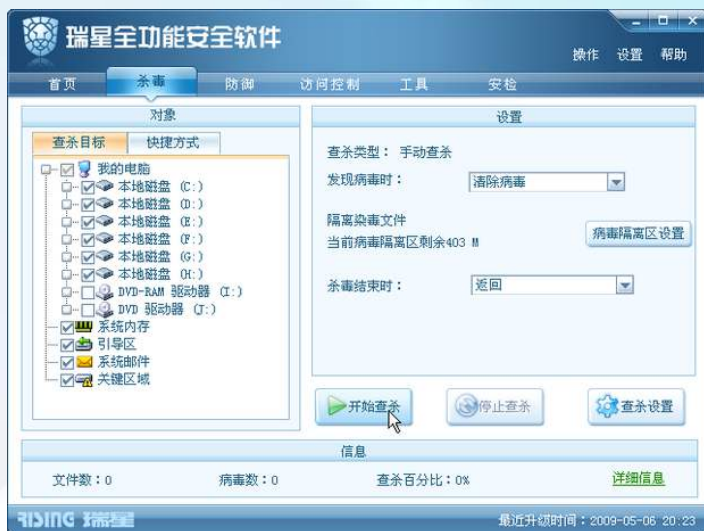 瑞星全功能安全软件
操作 设置 帮助
首页 杀毒 防御 访问控制 工具 安检
对象
查杀目标 快捷方式
我的电脑
本地磁盘 (C:)
本地磁盘 (D:)
本地磁盘 (E:)
本地磁盘 (F:)
本地磁盘 (G:)
本地磁盘 (H:)
DVD-RAM 驱动器 (I:)
DVD 驱动器 (J:)
系统内存
引导区
系统邮件
关键区域
设置
查杀类型： 手动查杀
发现病毒时： 清除病毒
隔离染毒文件
当前病毒隔离区剩余403 M
病毒隔离区设置
杀毒结束时： 返回
开始查杀 停止查杀 查杀设置
信息
文件数：0 病毒数：0 查杀百分比：0% 详细信息
RISING 瑞星 最近升级时间：2009-05-06 20:23